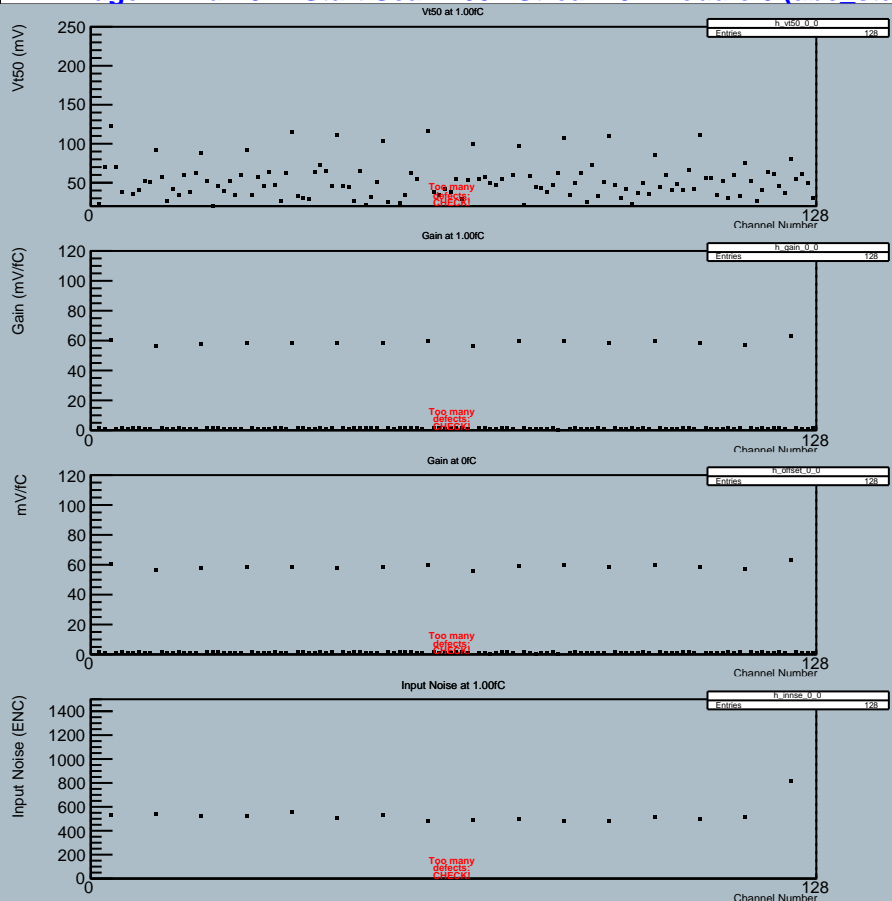 Vt50 at 1.00fC
h_vt50_0_0
Entries 128
Vt50 (mV)
250
200
150
100
50
Too many
defects:
CHECK!
0
128
Channel Number
Gain at 1.00fC
h_gain_0_0
Entries 128
Gain (mV/fC)
120
100
80
60
40
20
0
Too many
defects:
CHECK!
0
128
Channel Number
Gain at 0fC
h_offset_0_0
Entries 128
mV/fC
120
100
80
60
40
20
0
Too many
defects:
CHECK!
0
128
Channel Number
Input Noise at 1.00fC
h_innse_0_0
Entries 128
Input Noise (ENC)
1400
1200
1000
800
600
400
200
0
Too many
defects:
CHECK!
0
128
Channel Number